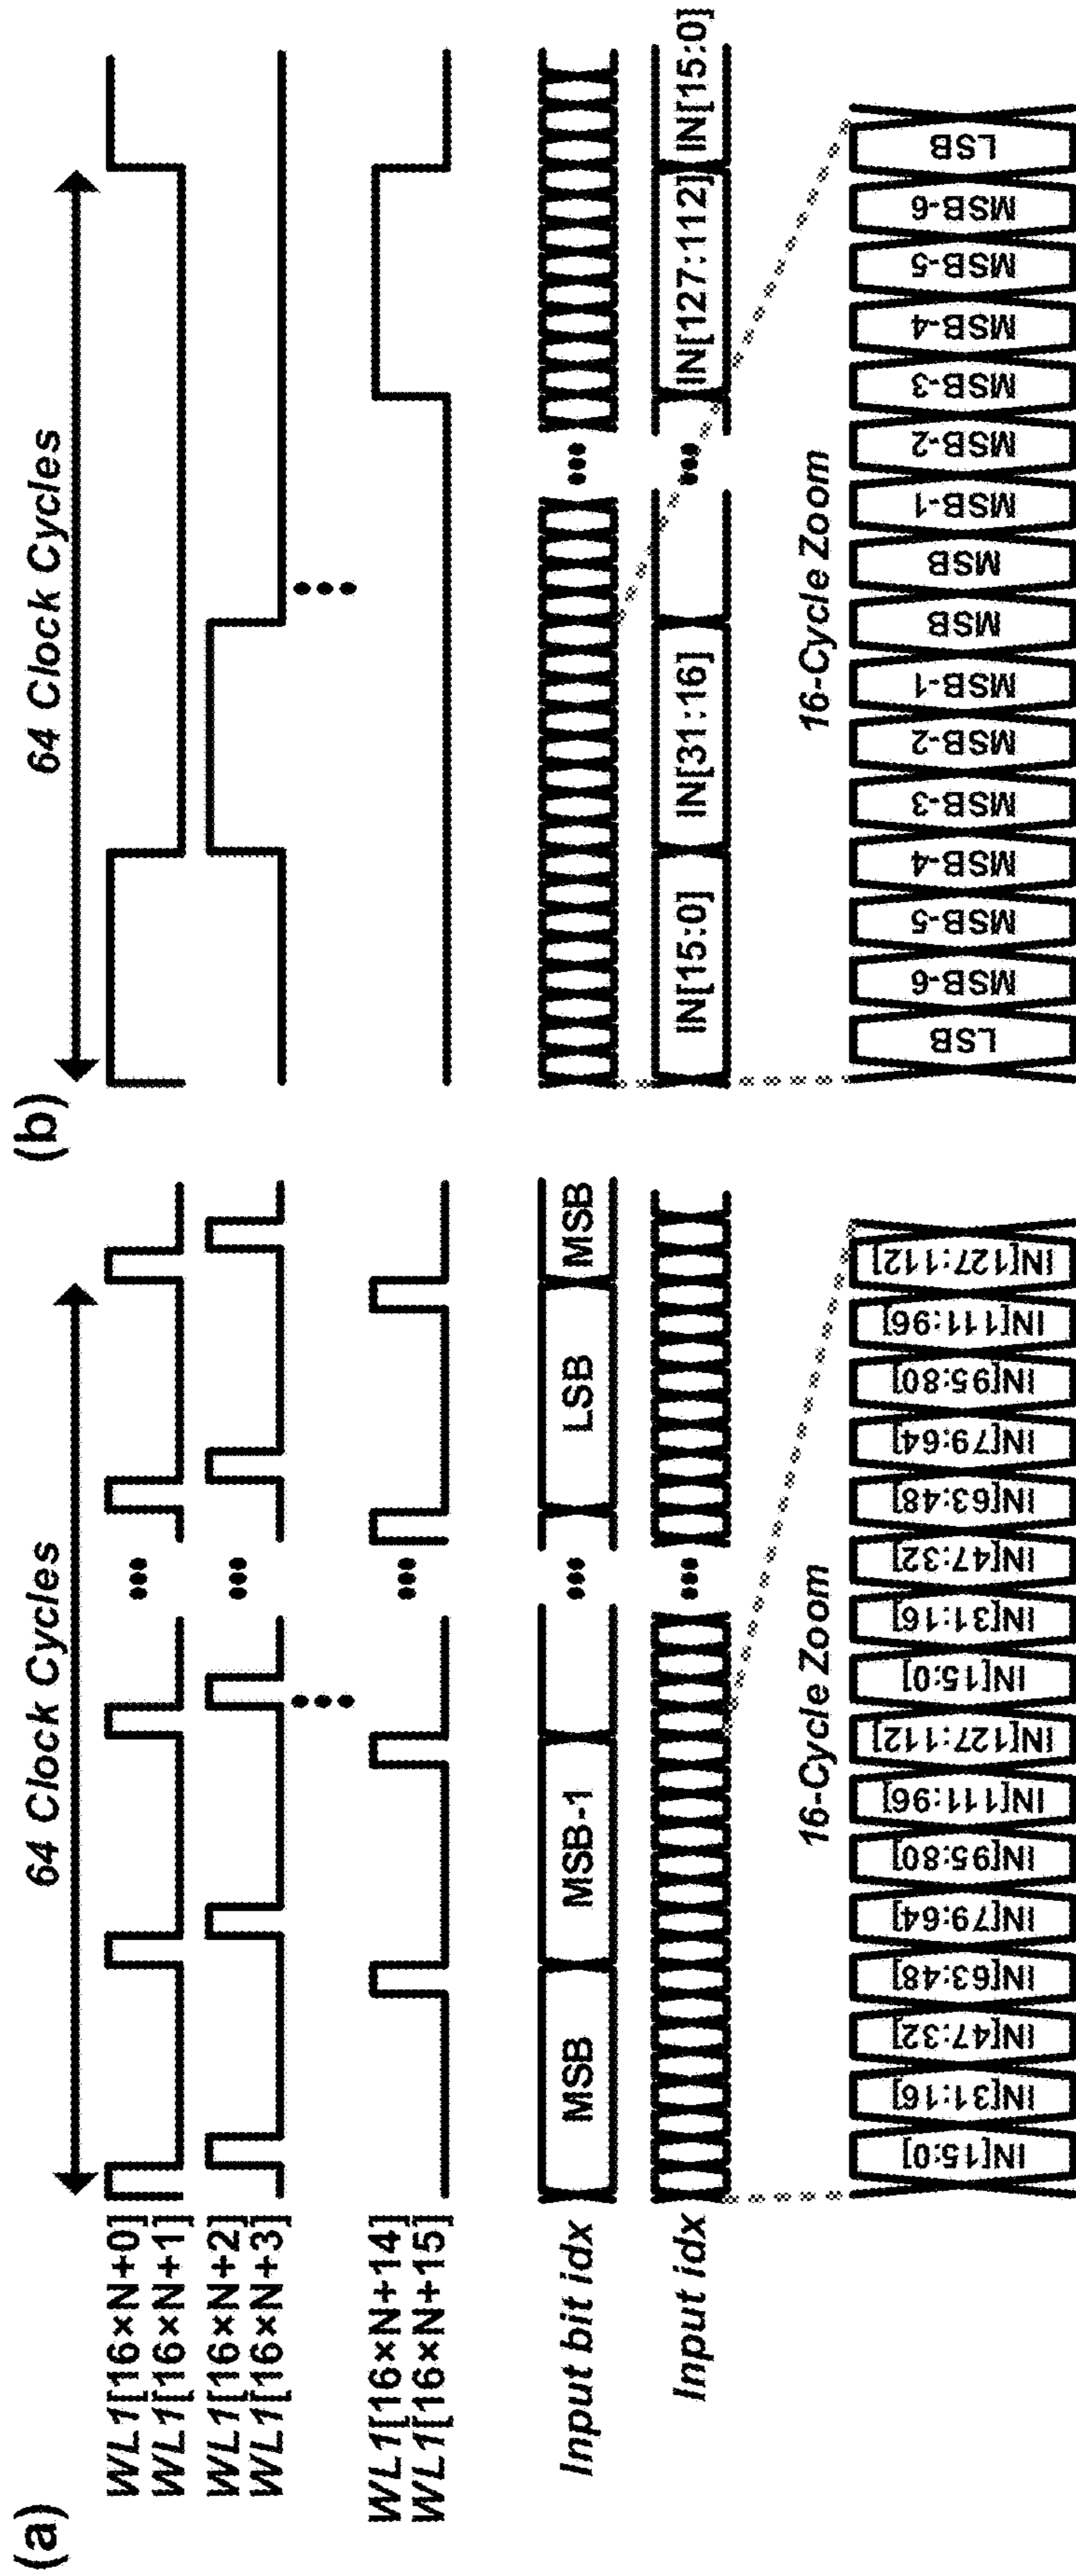 (a)
64 Clock Cycles
WL1[16×N+0]
WL1[16×N+1]
WL1[16×N+2]
WL1[16×N+3]
WL1[16×N+14]
WL1[16×N+15]
Input bit idx
MSB
MSB-1
LSB
MSB
Input idx
16-Cycle Zoom
IN[15:0]
IN[31:16]
IN[47:32]
IN[63:48]
IN[79:64]
IN[95:80]
IN[111:96]
IN[127:112]
IN[15:0]
IN[31:16]
IN[47:32]
IN[63:48]
IN[79:64]
IN[95:80]
IN[111:96]
IN[127:112]
(b)
64 Clock Cycles
IN[15:0]
IN[31:16]
IN[127:112]
IN[15:0]
16-Cycle Zoom
LSB
MSB-6
MSB-5
MSB-4
MSB-3
MSB-2
MSB-1
MSB
MSB
MSB-1
MSB-2
MSB-3
MSB-4
MSB-5
MSB-6
LSB